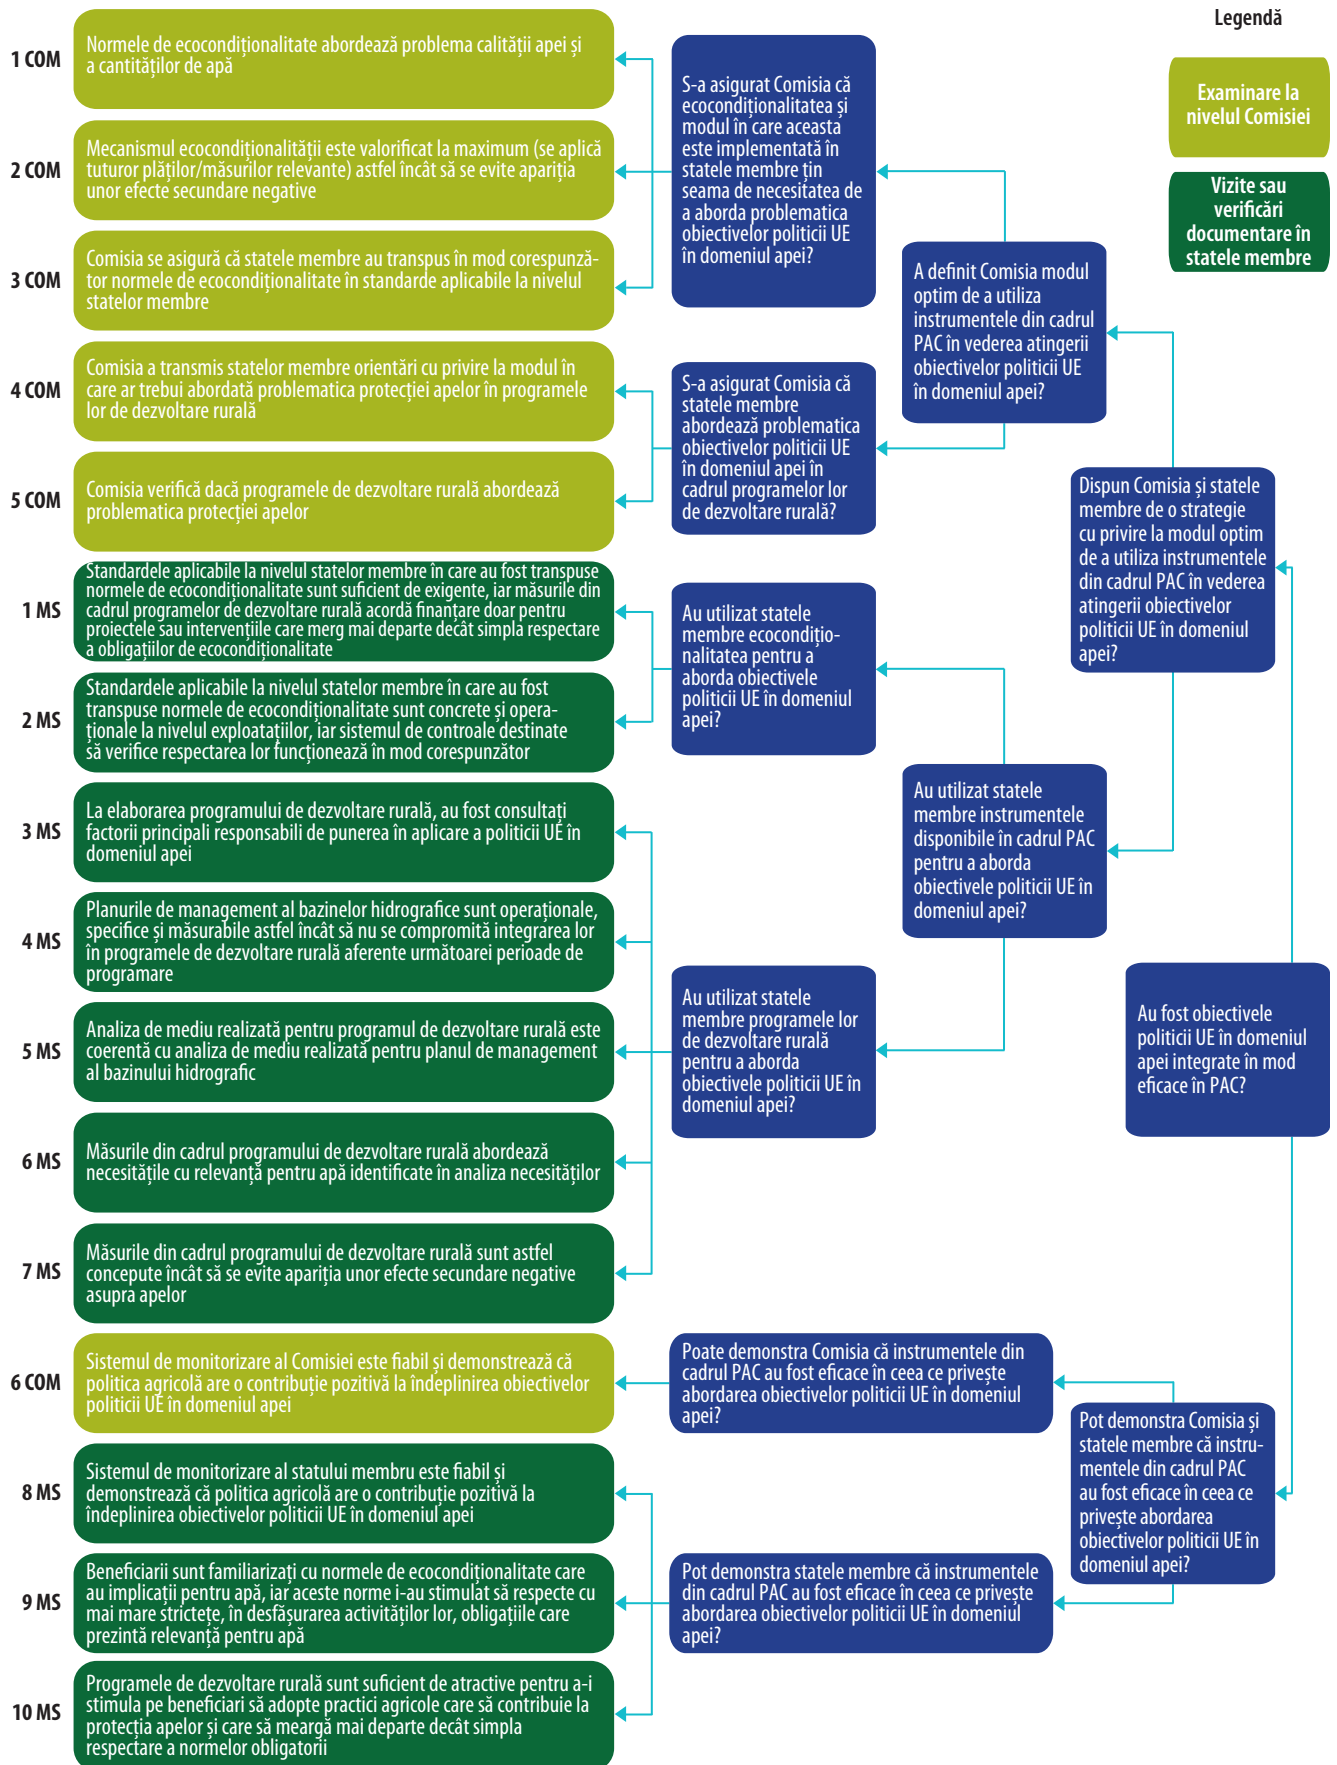 Legendă
Examinare la
nivelul Comisiei
Vizite sau
verificări
documentare în
statele membre
1 COM
Normele de ecocondiționalitate abordează problema calității apei și
a cantităților de apă
2 COM
Mecanismul ecocondiționalității este valorificat la maximum (se aplică
tuturor plăților/măsurilor relevante) astfel încât să se evite apariția
unor efecte secundare negative
3 COM
Comisia se asigură că statele membre au transpus în mod corespunză-
tor normele de ecocondiționalitate în standarde aplicabile la nivelul
statelor membre
4 COM
Comisia a transmis statelor membre orientări cu privire la modul în
care ar trebui abordată problematica protecției apelor în programele
lor de dezvoltare rurală
5 COM
Comisia verifică dacă programele de dezvoltare rurală abordează
problematica protecției apelor
1 MS
Standardele aplicabile la nivelul statelor membre în care au fost transpuse
normele de ecocondiționalitate sunt suficient de exigente, iar măsurile din
cadrul programelor de dezvoltare rurală acordă finanțare doar pentru
proiectele sau intervențiile care merg mai departe decât simpla respectare
a obligațiilor de ecocondiționalitate
2 MS
Standardele aplicabile la nivelul statelor membre în care au fost
transpuse normele de ecocondiționalitate sunt concrete și opera-
ționale la nivelul exploatațiilor, iar sistemul de controale destinate
să verifice respectarea lor funcționează în mod corespunzător
3 MS
La elaborarea programului de dezvoltare rurală, au fost consultați
factorii principali responsabili de punerea în aplicare a politicii UE în
domeniul apei
4 MS
Planurile de management al bazinelor hidrografice sunt operaționale,
specifice și măsurabile astfel încât să nu se compromită integrarea lor
în programele de dezvoltare rurală aferente următoarei perioade de
programare
5 MS
Analiza de mediu realizată pentru programul de dezvoltare rurală este
coerentă cu analiza de mediu realizată pentru planul de management
al bazinului hidrografic
6 MS
Măsurile din cadrul programului de dezvoltare rurală abordează
necesitățile cu relevanță pentru apă identificate în analiza necesităților
7 MS
Măsurile din cadrul programului de dezvoltare rurală sunt astfel
concepute încât să se evite apariția unor efecte secundare negative
asupra apelor
6 COM
Sistemul de monitorizare al Comisiei este fiabil și demonstrează că
politica agricolă are o contribuție pozitivă la îndeplinirea obiectivelor
politicii UE în domeniul apei
8 MS
Sistemul de monitorizare al statului membru este fiabil și
demonstrează că politica agricolă are o contribuție pozitivă la
îndeplinirea obiectivelor politicii UE în domeniul apei
9 MS
Beneficiarii sunt familiarizați cu normele de ecocondiționalitate care
au implicații pentru apă, iar aceste norme i-au stimulat să respecte cu
mai mare strictețe, în desfășurarea activităților lor, obligațiile care
prezintă relevanță pentru apă
10 MS
Programele de dezvoltare rurală sunt suficient de atractive pentru a-i
stimula pe beneficiari să adopte practici agricole care să contribuie la
protecția apelor și care să meargă mai departe decât simpla
respectare a normelor obligatorii
S-a asigurat Comisia că
ecocondiționalitatea și
modul în care aceasta
este implementată în
statele membre țin
seama de necesitatea de
a aborda problematica
obiectivelor politicii UE
în domeniul apei?
S-a asigurat Comisia că
statele membre
abordează problematica
obiectivelor politicii UE
în domeniul apei în
cadrul programelor lor
de dezvoltare rurală?
Au utilizat statele
membre ecocondițio-
nalitatea pentru a
aborda obiectivele
politicii UE în domeniul
apei?
Au utilizat statele
membre programele lor
de dezvoltare rurală
pentru a aborda
obiectivele politicii UE în
domeniul apei?
Poate demonstra Comisia că instrumentele din
cadrul PAC au fost eficace în ceea ce privește
abordarea obiectivelor politicii UE în domeniul
apei?
Pot demonstra statele membre că instrumentele
din cadrul PAC au fost eficace în ceea ce privește
abordarea obiectivelor politicii UE în domeniul
apei?
A definit Comisia modul
optim de a utiliza
instrumentele din cadrul
PAC în vederea atingerii
obiectivelor politicii UE
în domeniul apei?
Au utilizat statele
membre instrumentele
disponibile în cadrul PAC
pentru a aborda
obiectivele politicii UE în
domeniul apei?
Dispun Comisia și statele
membre de o strategie
cu privire la modul optim
de a utiliza instrumentele
din cadrul PAC în vederea
atingerii obiectivelor
politicii UE în domeniul
apei?
Pot demonstra Comisia și
statele membre că instru-
mentele din cadrul PAC
au fost eficace în ceea ce
privește abordarea
obiectivelor politicii UE în
domeniul apei?
Au fost obiectivele
politicii UE în domeniul
apei integrate în mod
eficace în PAC?